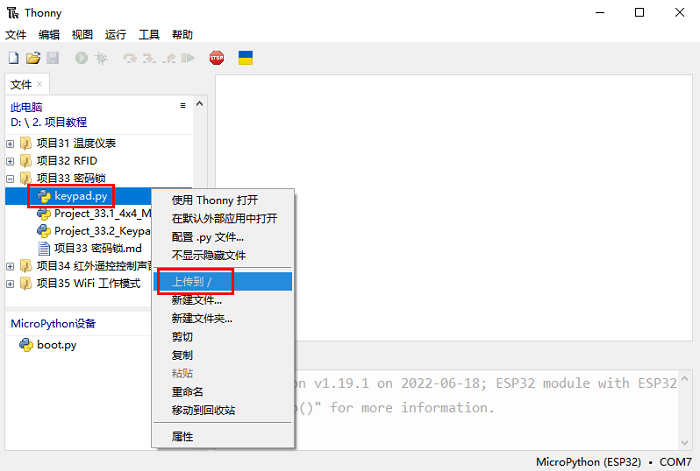 Thonny
文件 编辑 视图 运行 工具 帮助
STOP
文件 ×
此电脑
D: \ 2. 项目教程
项目31 温度仪表
项目32 RFID
项目33 密码锁
keypad.py
Project_33.1_4x4_M
Project_33.2_Keypa
项目33 密码锁.md
项目34 红外遥控控制声音
项目35 WiFi 工作模式
使用 Thonny 打开
在默认外部应用中打开
配置 .py 文件...
不显示隐藏文件
上传到 /
新建文件...
新建文件夹...
剪切
复制
粘贴
重命名
移动到回收站
属性
MicroPython设备
boot.py
on v1.19.1 on 2022-06-18; ESP32 module with ESP32
()" for more information.
MicroPython (ESP32) • COM7